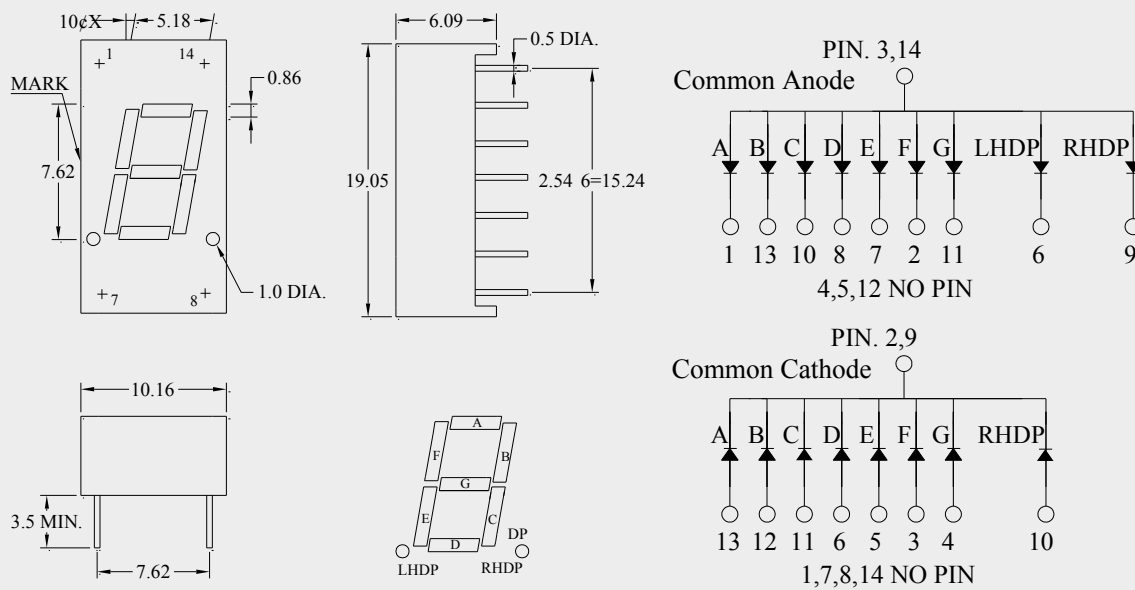 10¢X 5.18
1 14
MARK
0.86
7.62
7 8
1.0 DIA.
6.09
0.5 DIA.
19.05
2.54 6=15.24
PIN. 3,14
Common Anode
A B C D E F G LHDP RHDP
1 13 10 8 7 2 11 6 9
4,5,12 NO PIN
PIN. 2,9
Common Cathode
A B C D E F G RHDP
13 12 11 6 5 3 4 10
1,7,8,14 NO PIN
10.16
3.5 MIN.
7.62
A
F B
G
E C
D DP
LHDP RHDP